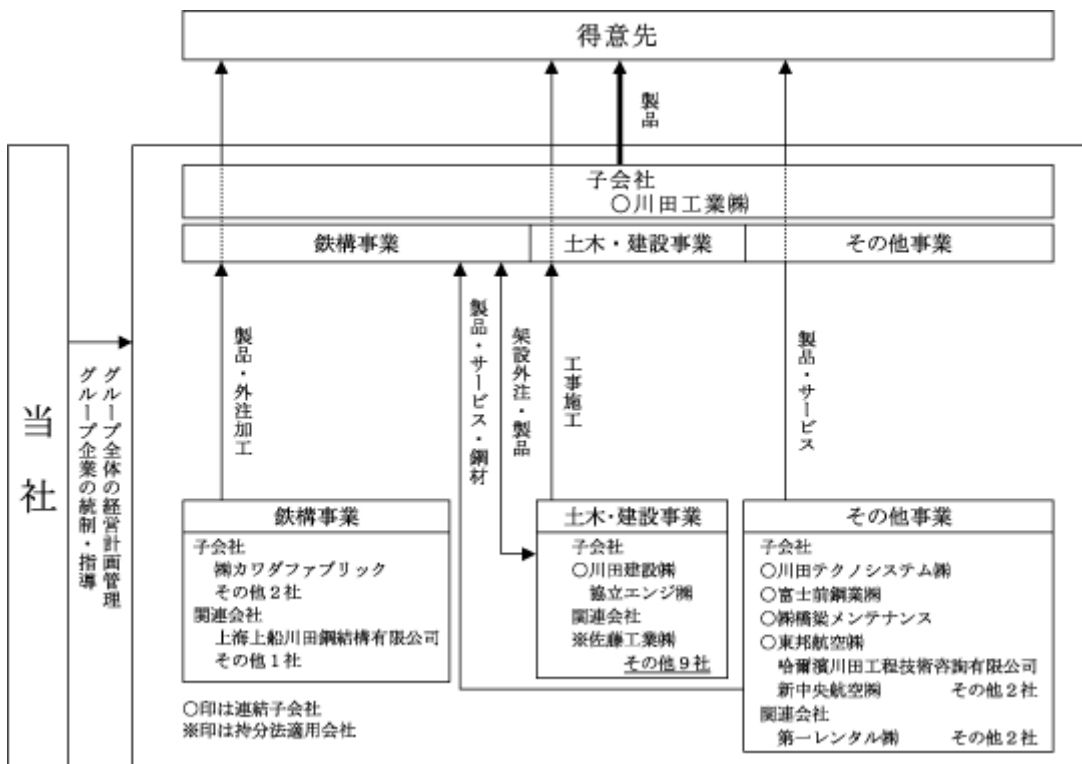 得意先
製品
子会社
○川田工業㈱
鉄構事業
土木・建設事業
その他事業
当社
グループ全体の経営計画管理
グループ企業の統制・指導
製品・外注加工
製品・サービス・鋼材
架設外注・製品
工事施工
製品・サービス
鉄構事業
子会社
㈱カワダファブリック
その他2社
関連会社
上海上船川田鋼結構有限公司
その他1社
土木・建設事業
子会社
○川田建設㈱
協立エンジ㈱
関連会社
※佐藤工業㈱
その他9社
その他事業
子会社
○川田テクノシステム㈱
○富士前鋼業㈱
○㈱橋梁メンテナンス
○東邦航空㈱
哈爾濱川田工程技術咨詢有限公司
新中央航空㈱ その他2社
関連会社
第一レンタル㈱ その他2社
○印は連結子会社
※印は持分法適用会社